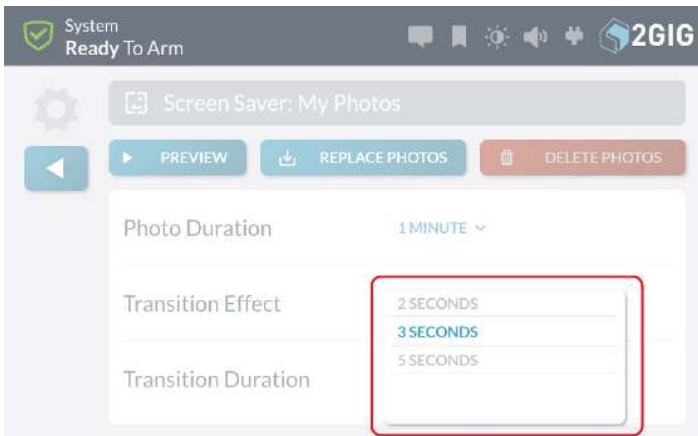 System
Ready To Arm
2GIG
Screen Saver: My Photos
PREVIEW
REPLACE PHOTOS
DELETE PHOTOS
Photo Duration
1 MINUTE
Transition Effect
2 SECONDS
3 SECONDS
5 SECONDS
Transition Duration